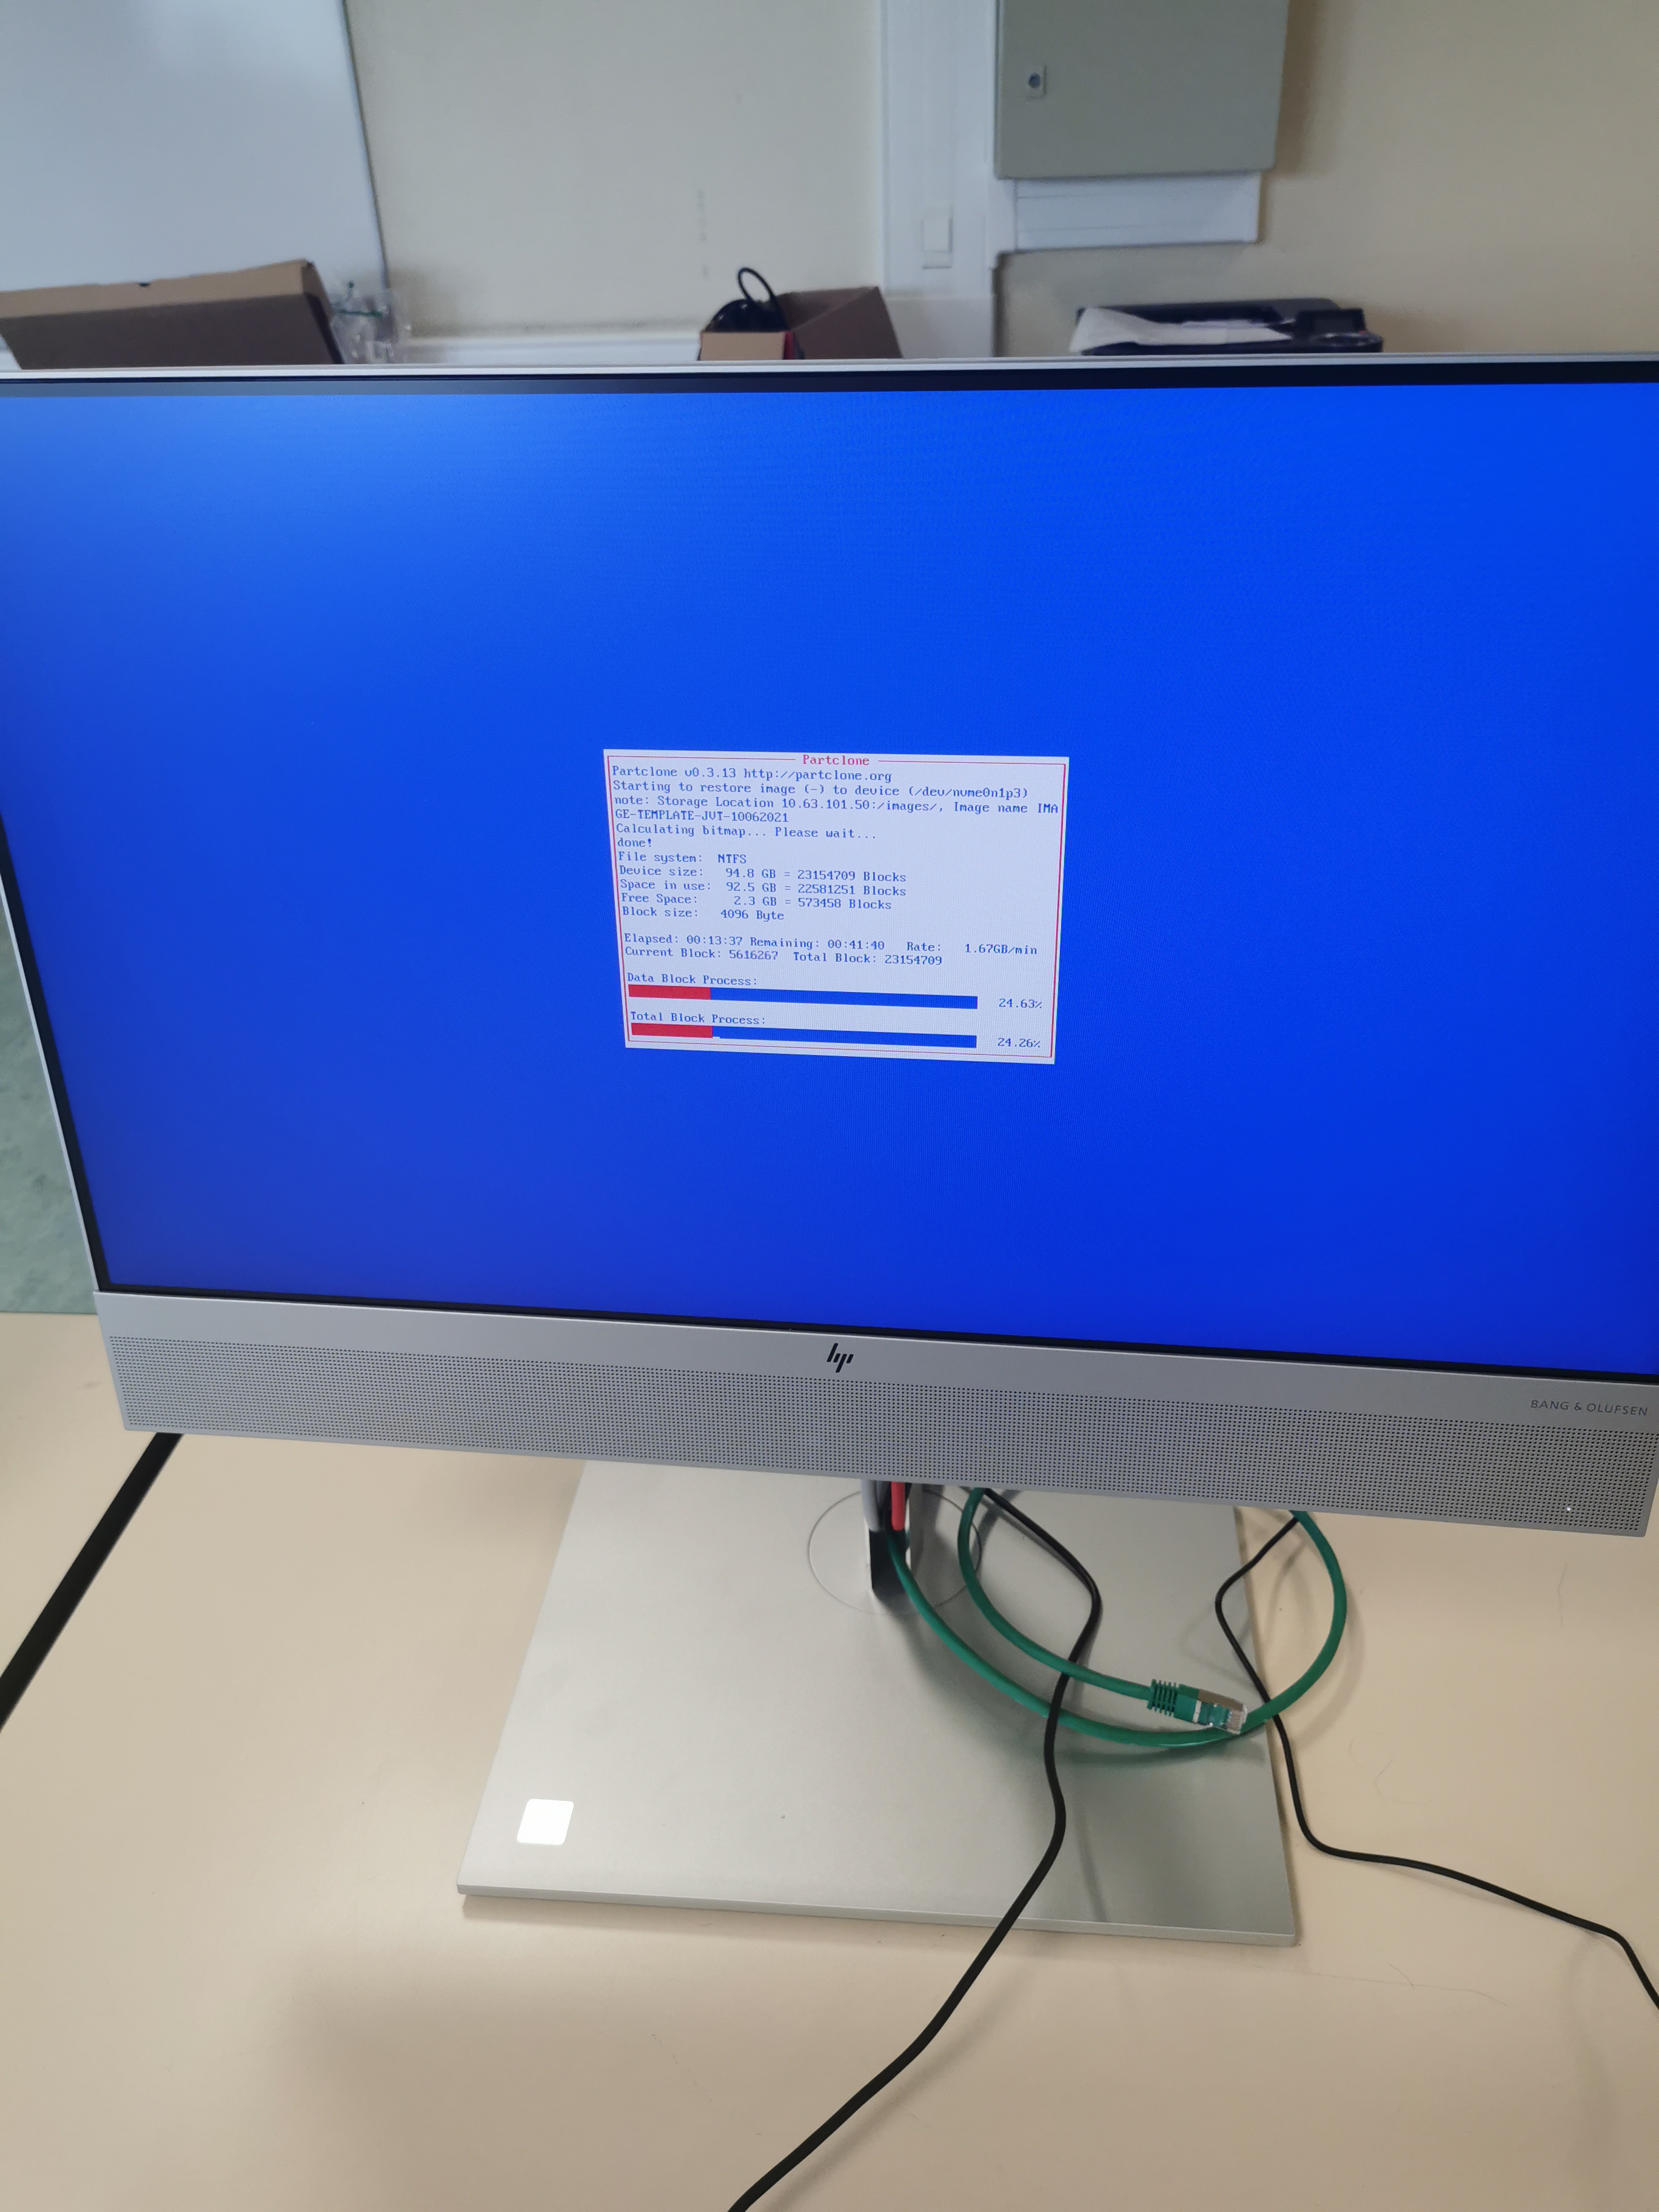 Partclone
Partclone v0.3.13 http://partclone.org
Starting to restore image (-) to device (/dev/nvme0n1p3)
note: Storage Location 10.63.101.50:/images/, Image name IMA
GE-TEMPLATE-JVT-10062021
Calculating bitmap... Please wait...
done!
File system: NTFS
Device size: 94.8 GB = 23154709 Blocks
Space in use: 92.5 GB = 22581251 Blocks
Free Space: 2.3 GB = 573458 Blocks
Block size: 4096 Byte
Elapsed: 00:13:37 Remaining: 00:41:40 Rate: 1.67GB/min
Current Block: 5616267 Total Block: 23154709
Data Block Process:
24.63%
Total Block Process:
24.26%
hp
BANG & OLUFSEN